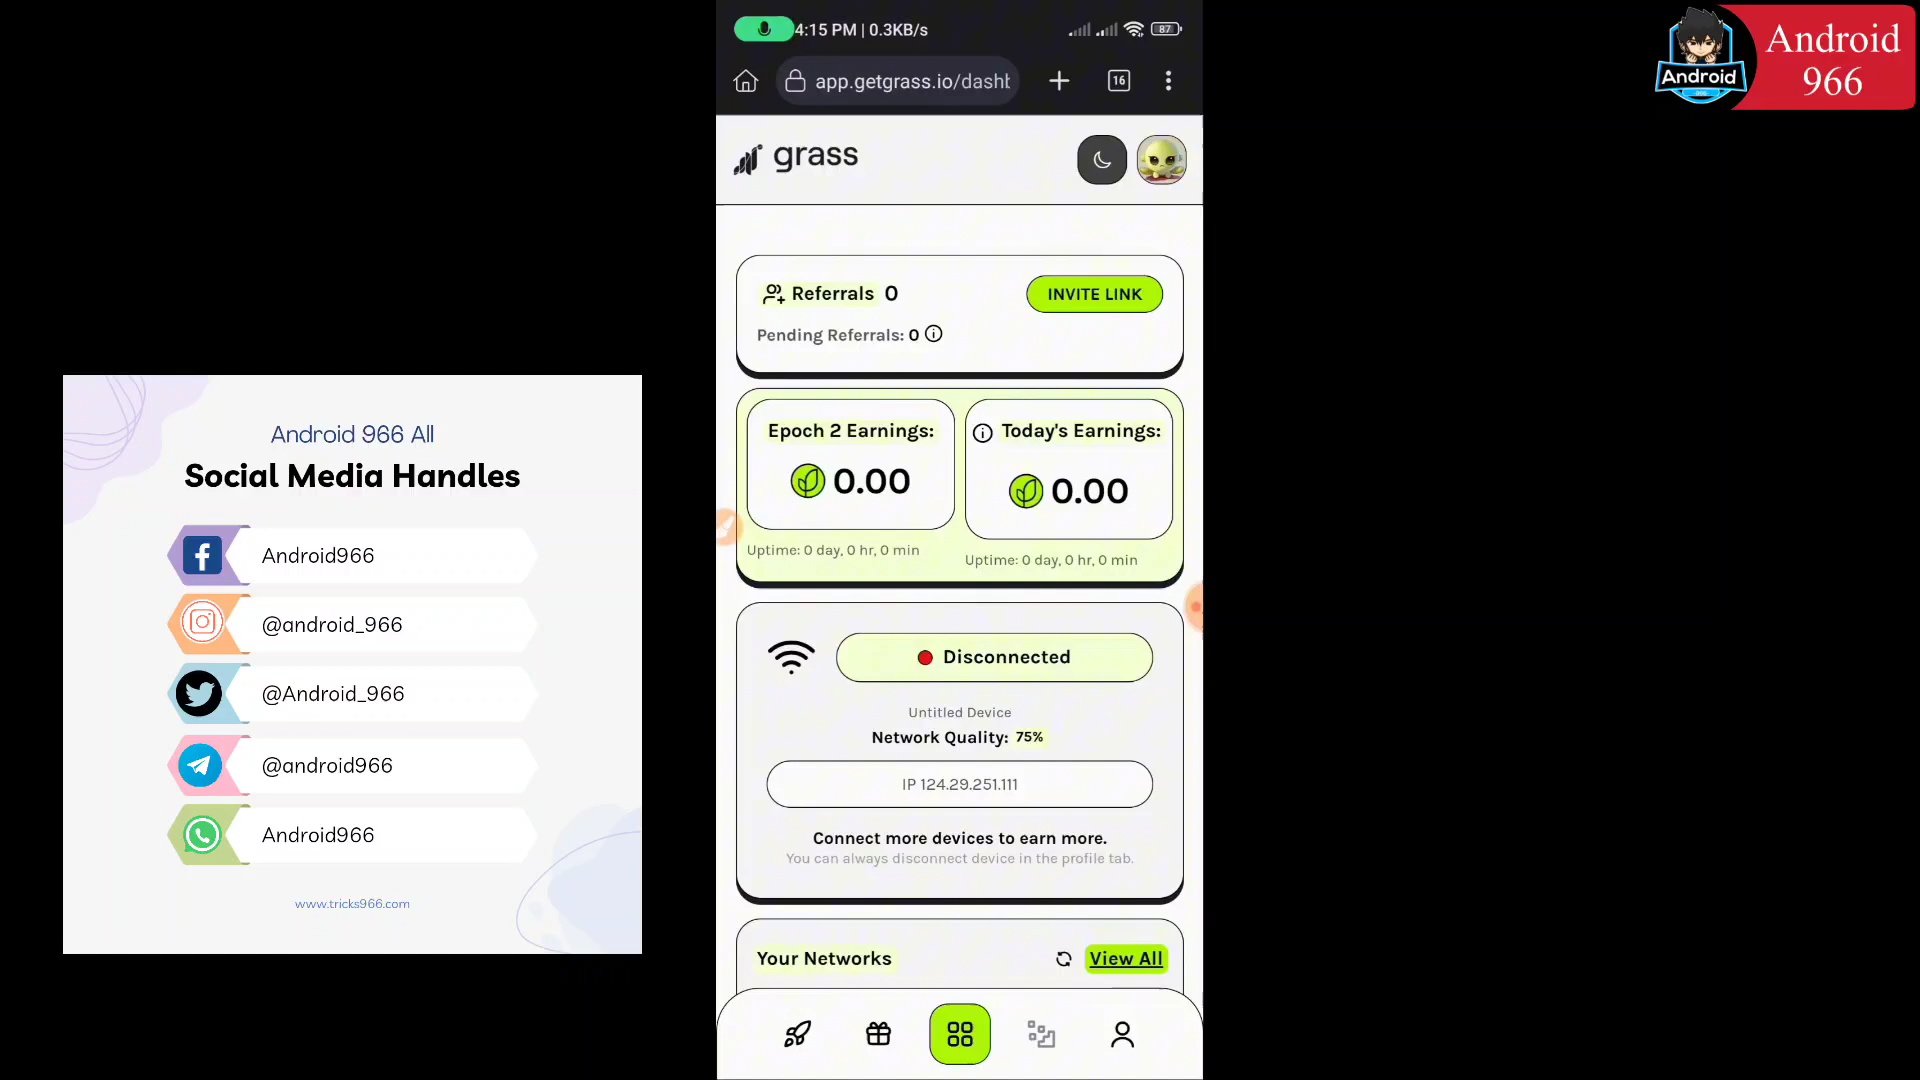 4:15 PM | 0.3KB/s
87
app.getgrass.io/dashb
16
grass
Referrals 0
INVITE LINK
Pending Referrals: 0
Epoch 2 Earnings:
0.00
Uptime: 0 day, 0 hr, 0 min
Today's Earnings:
0.00
Uptime: 0 day, 0 hr, 0 min
Disconnected
Untitled Device
Network Quality: 75%
IP 124.29.251.111
Connect more devices to earn more.
You can always disconnect device in the profile tab.
Your Networks
View All
Android 966 All
Social Media Handles
Android966
@android_966
@Android_966
@android966
Android966
www.tricks966.com
Android
966
Android
966